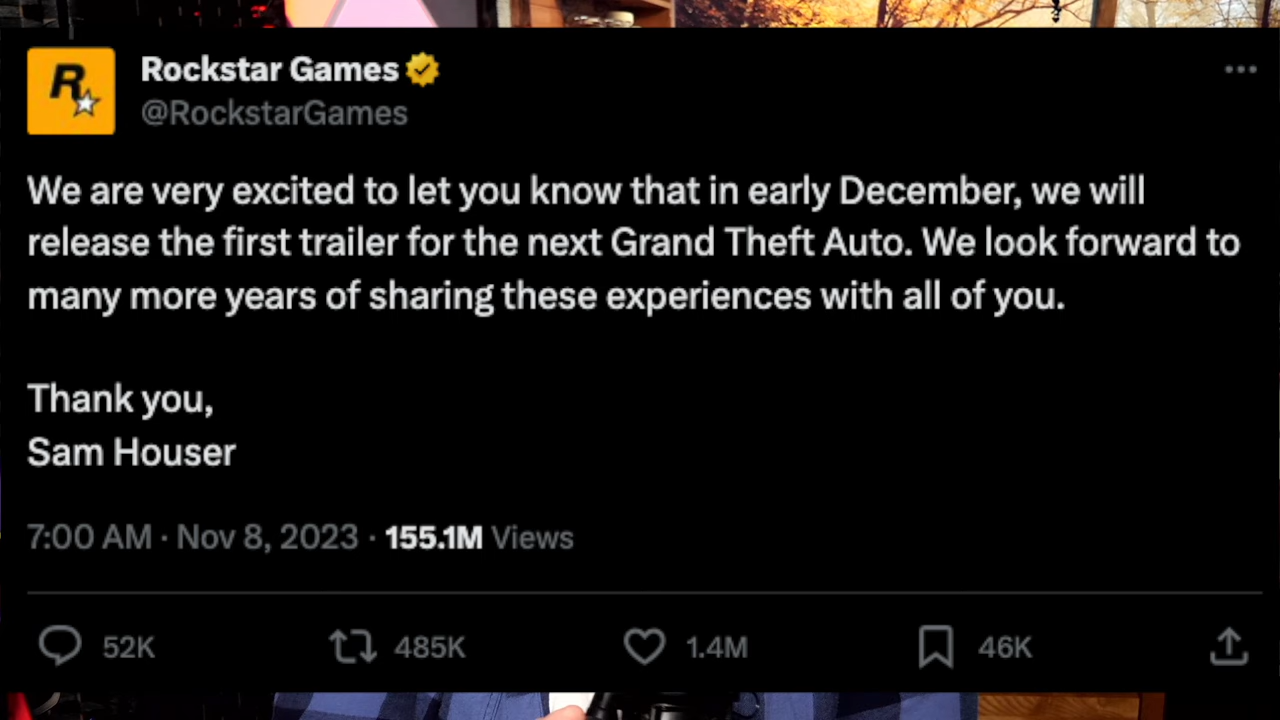 Rockstar Games
@RockstarGames
We are very excited to let you know that in early December, we will
release the first trailer for the next Grand Theft Auto. We look forward to
many more years of sharing these experiences with all of you.
Thank you,
Sam Houser
7:00 AM · Nov 8, 2023 · 155.1M Views
52K 485K 1.4M 46K